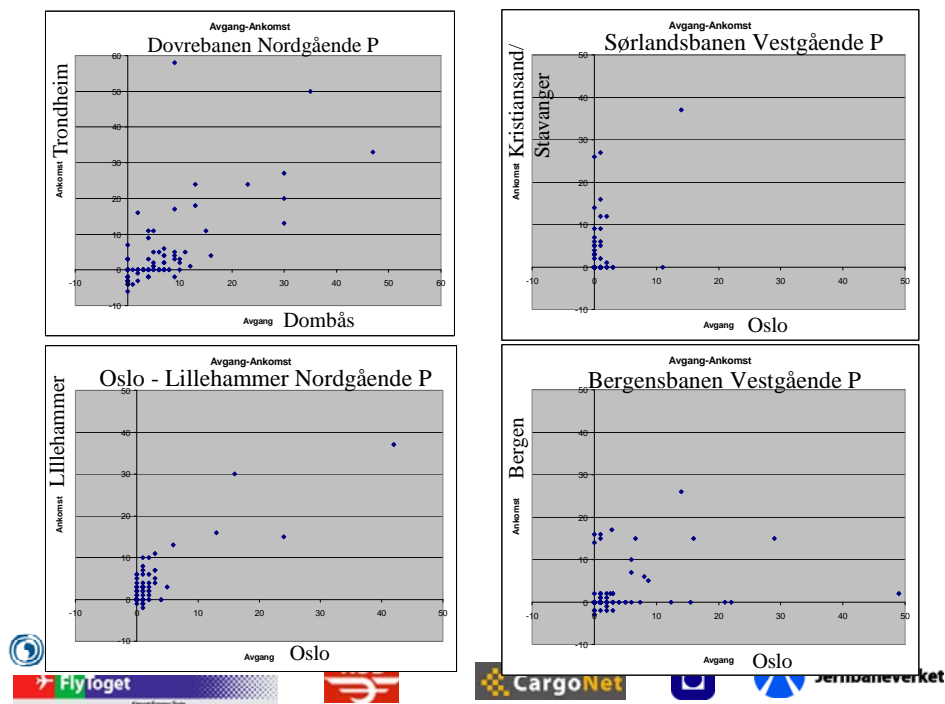 Avgang-Ankomst
Dovrebanen Nordgående P
Trondheim
Ankomst
60
50
40
30
20
10
0
-10
-10 0 10 20 30 40 50 60
Avgang Dombås
Avgang-Ankomst
Sørlandsbanen Vestgående P
Kristiansand/
Stavanger
Ankomst
50
40
30
20
10
0
-10
-10 0 10 20 30 40 50
Avgang Oslo
Avgang-Ankomst
Oslo - Lillehammer Nordgående P
LIllehammer
Ankomst
50
40
30
20
10
0
-10
-10 0 10 20 30 40 50
Avgang Oslo
Avgang-Ankomst
Bergensbanen Vestgående P
Bergen
Ankomst
50
40
30
20
10
0
-10
-10 0 10 20 30 40 50
Avgang Oslo
FlyToget
CargoNet
Jernbaneverket